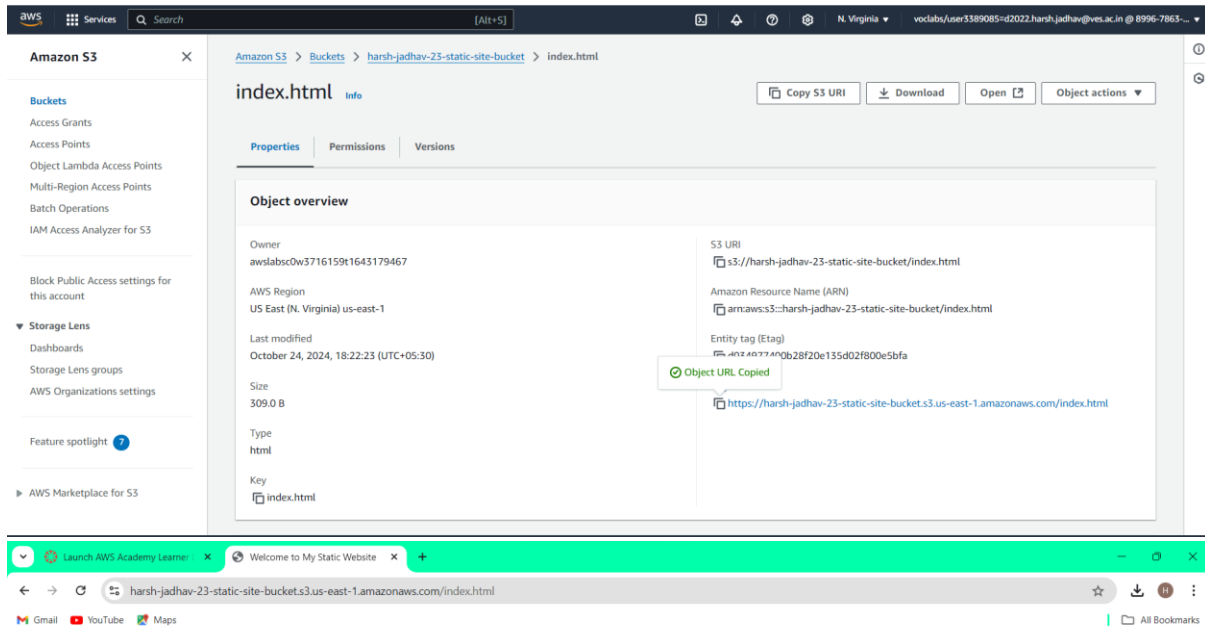 aws Services Search [Alt+S] N. Virginia voclabs/user3389085=d2022.harsh.jadhav@ves.ac.in @ 8996-7863-...
Amazon S3
Buckets
Access Grants
Access Points
Object Lambda Access Points
Multi-Region Access Points
Batch Operations
IAM Access Analyzer for S3
Block Public Access settings for
this account
Storage Lens
Dashboards
Storage Lens groups
AWS Organizations settings
Feature spotlight 7
AWS Marketplace for S3
Amazon S3 > Buckets > harsh-jadhav-23-static-site-bucket > index.html
index.html Info
Copy S3 URI Download Open Object actions
Properties Permissions Versions
Object overview
Owner
awslabsc0w3716159t1643179467
AWS Region
US East (N. Virginia) us-east-1
Last modified
October 24, 2024, 18:22:23 (UTC+05:30)
Size
309.0 B
Type
html
Key
index.html
S3 URI
s3://harsh-jadhav-23-static-site-bucket/index.html
Amazon Resource Name (ARN)
arn:aws:s3:::harsh-jadhav-23-static-site-bucket/index.html
Entity tag (Etag)
d034977400b28f20e135d02f800e5bfa
Object URL Copied
https://harsh-jadhav-23-static-site-bucket.s3.us-east-1.amazonaws.com/index.html
Launch AWS Academy Learner Welcome to My Static Website
harsh-jadhav-23-static-site-bucket.s3.us-east-1.amazonaws.com/index.html H
Gmail YouTube Maps All Bookmarks